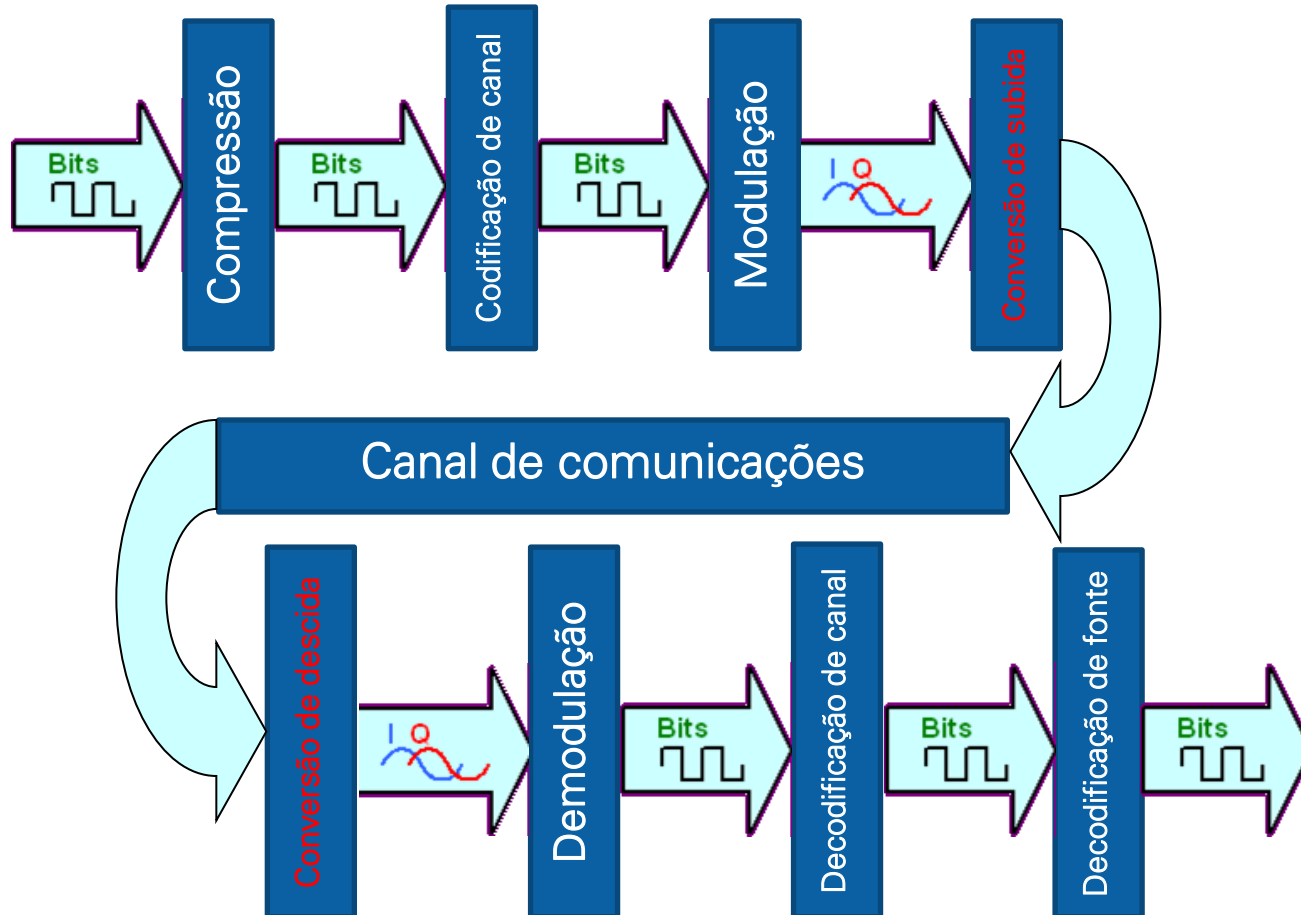 Bits
Compressão
Bits
Codificação de canal
Bits
Modulação
I Q
Conversão de subida
Canal de comunicações
Conversão de descida
I Q
Demodulação
Bits
Decodificação de canal
Bits
Decodificação de fonte
Bits